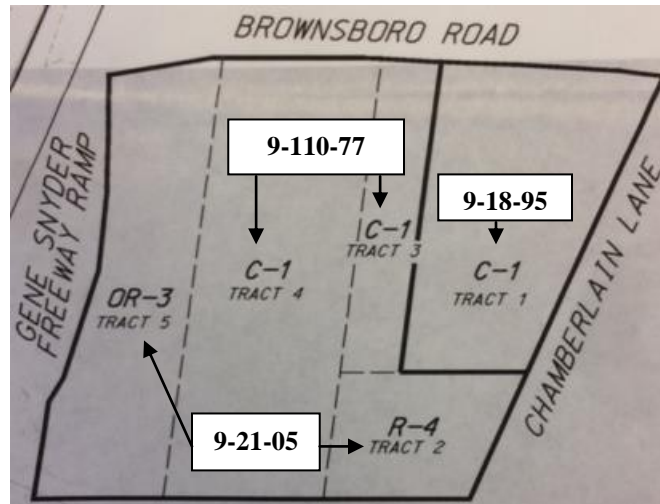 BROWNSBORO ROAD
9-110-77
9-18-95
C-1
TRACT 3
C-1
TRACT 4
C-1
TRACT 1
GENE SNYDER
FREEWAY RAMP
OR-3
TRACT 5
CHAMBERLAIN LANE
9-21-05
R-4
TRACT 2